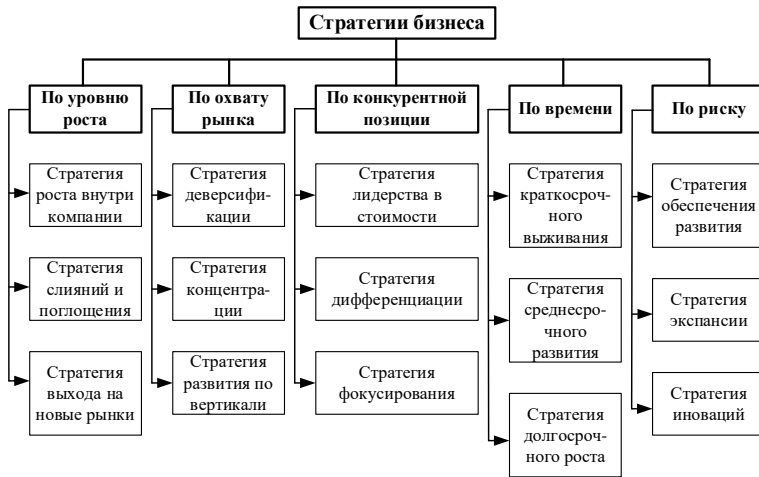 Стратегии бизнеса
По уровню
роста
Стратегия
роста внутри
компании
Стратегия
слияний и
поглощения
Стратегия
выхода на
новые рынки
По охвату
рынка
Стратегия
деверсифи-
кации
Стратегия
концентра-
ции
Стратегия
развития по
вертикали
По конкурентной
позиции
Стратегия
лидерства в
стоимости
Стратегия
дифференциации
Стратегия
фокусирования
По времени
Стратегия
краткосроч-
ного
выживания
Стратегия
среднесро-
чного
развития
Стратегия
долгосроч-
ного роста
По риску
Стратегия
обеспечения
развития
Стратегия
экспансии
Стратегия
иноваций